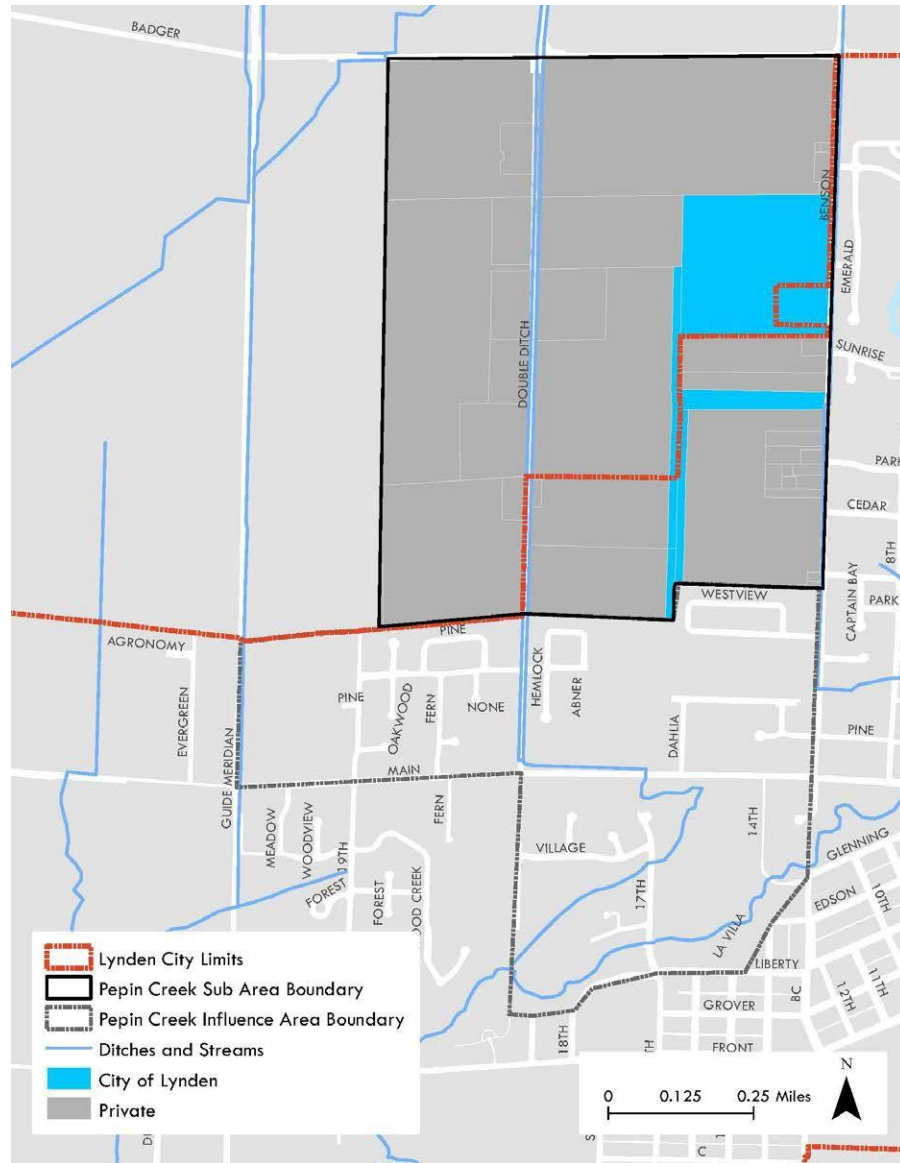 BADGER
BENSON
EMERALD
DOUBLE DITCH
SUNRISE
PARK
CEDAR
8TH
WESTVIEW
CAPTAIN BAY
PARK
AGRONOMY
PINE
HEMLOCK
ABNER
EVERGREEN
PINE
OAKWOOD
FERN
NONE
DAHLIA
PINE
GUIDE MERIDIAN
MAIN
MEADOW
WOODVIEW
19TH
FERN
VILLAGE
14TH
GLENNING
FOREST
FOREST
OOD CREEK
17TH
LA VILLA
EDSON
10TH
LIBERTY
BC
12TH
11TH
GROVER
18TH
TH
FRONT
Lynden City Limits
Pepin Creek Sub Area Boundary
Pepin Creek Influence Area Boundary
Ditches and Streams
City of Lynden
Private
0 0.125 0.25 Miles
N
S
C